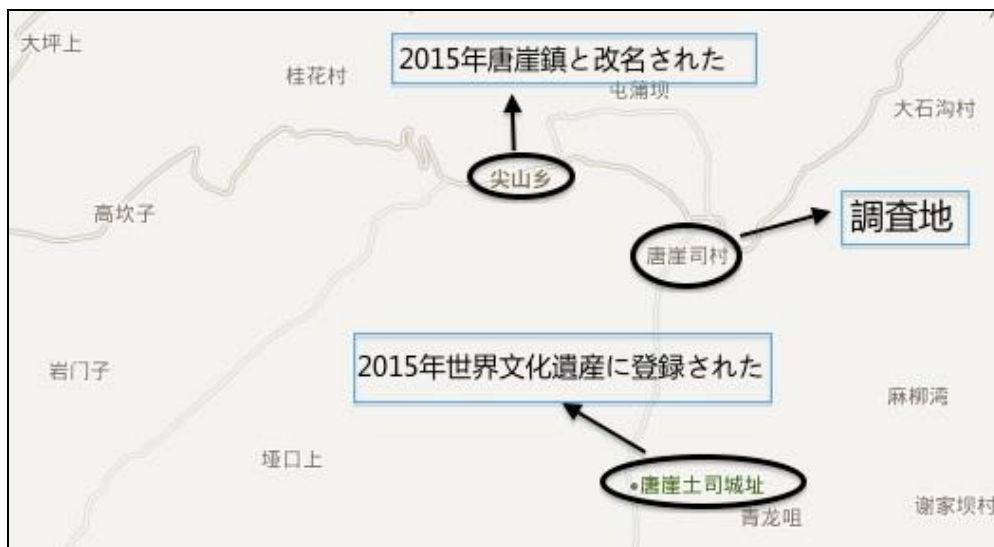 大坪上
2015年唐崖鎮と改名された
桂花村
屯蒲坝
大石沟村
尖山乡
高坎子
調査地
唐崖司村
2015年世界文化遺産に登録された
岩门子
麻柳湾
垭口上
唐崖土司城址
谢家坝村
青龙咀